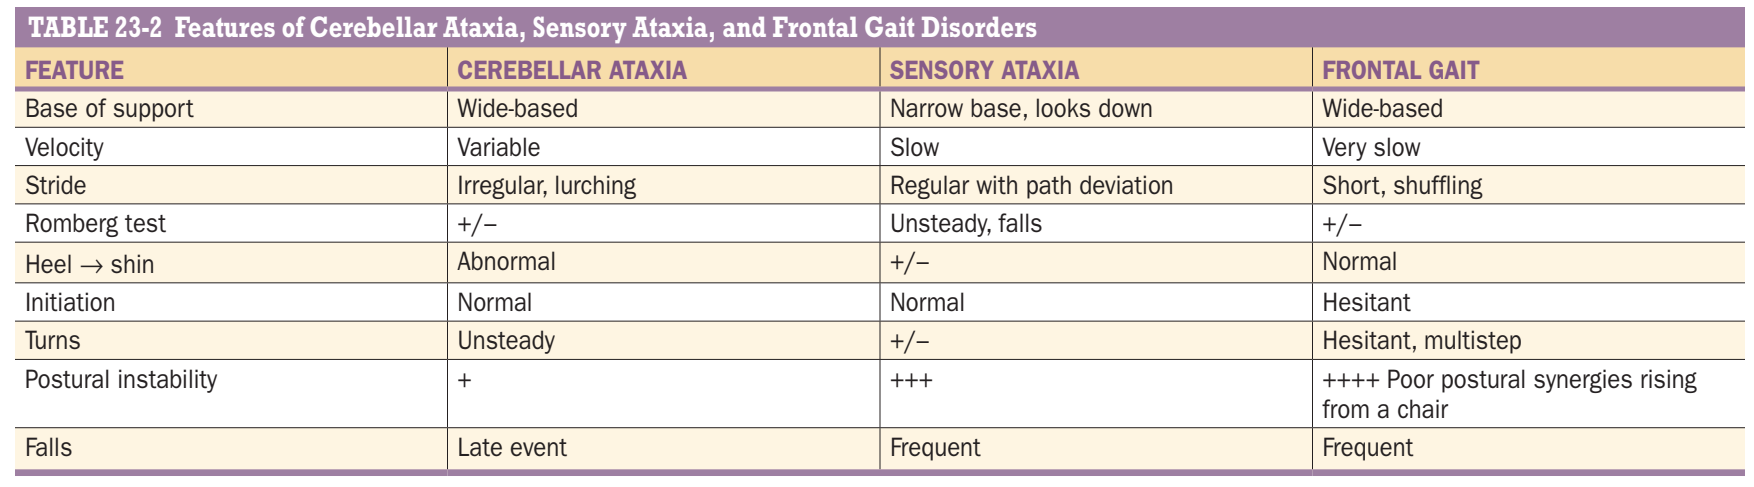 TABLE 23-2 Features of Cerebellar Ataxia, Sensory Ataxia, and Frontal Gait Disorders
FEATURE CEREBELLAR ATAXIA SENSORY ATAXIA FRONTAL GAIT
Base of support Wide-based Narrow base, looks down Wide-based
Velocity Variable Slow Very slow
Stride Irregular, lurching Regular with path deviation Short, shuffling
Romberg test +/– Unsteady, falls +/–
Heel → shin Abnormal +/– Normal
Initiation Normal Normal Hesitant
Turns Unsteady +/– Hesitant, multistep
Postural instability + +++ ++++ Poor postural synergies rising
from a chair
Falls Late event Frequent Frequent